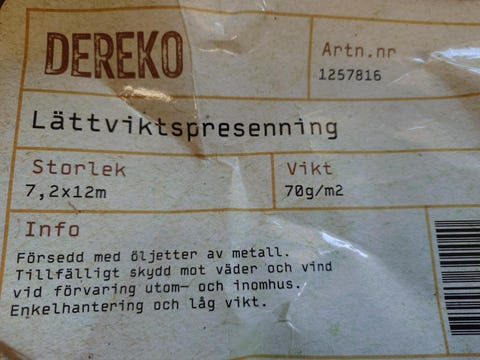 DEREKO
Artn.nr
1257816
Lättviktspresenning
Storlek
7,2x12m
Vikt
70g/m2
Info
Försedd med öljetter av metall.
Tillfälligt skydd mot väder och vind
vid förvaring utom- och inomhus.
Enkelhantering och låg vikt.